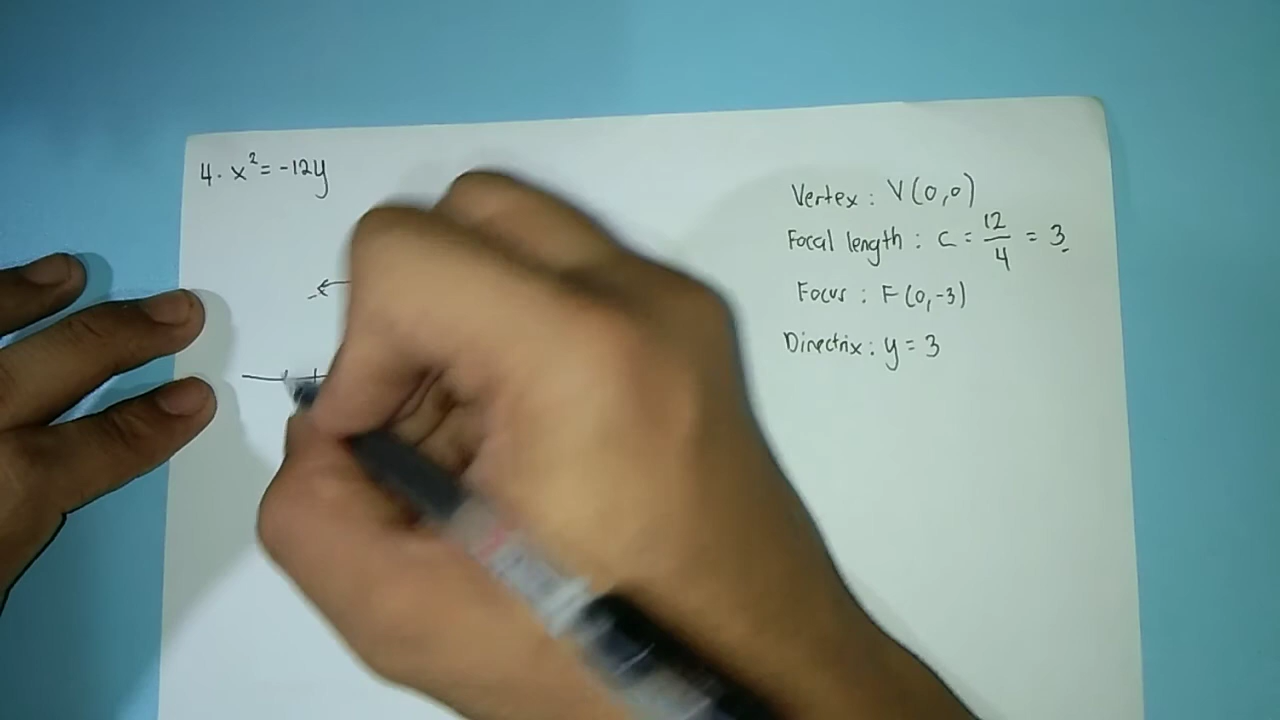 4. x² = -12y
Vertex : V(0,0)
Focal length : c = 12/4 = 3
Focus : F(0,-3)
Directrix : y = 3